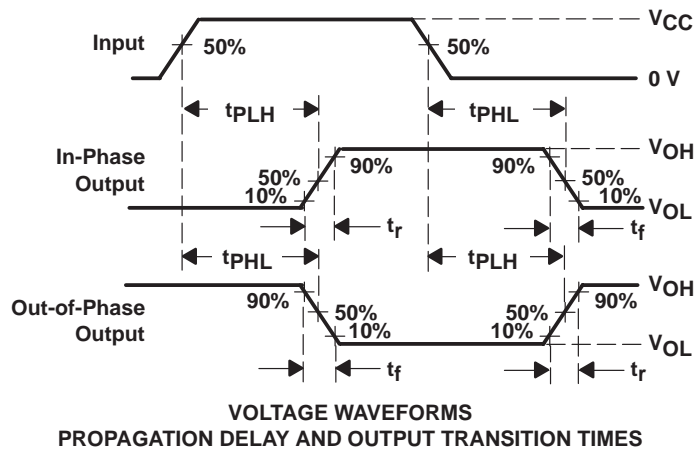 VCC
Input
50%
50%
0 V
tPLH
tPHL
In-Phase
Output
VOH
90%
90%
50%
50%
10%
10%
VOL
tr
tf
tPHL
tPLH
Out-of-Phase
Output
VOH
90%
90%
50%
50%
10%
10%
VOL
tf
tr
VOLTAGE WAVEFORMS
PROPAGATION DELAY AND OUTPUT TRANSITION TIMES